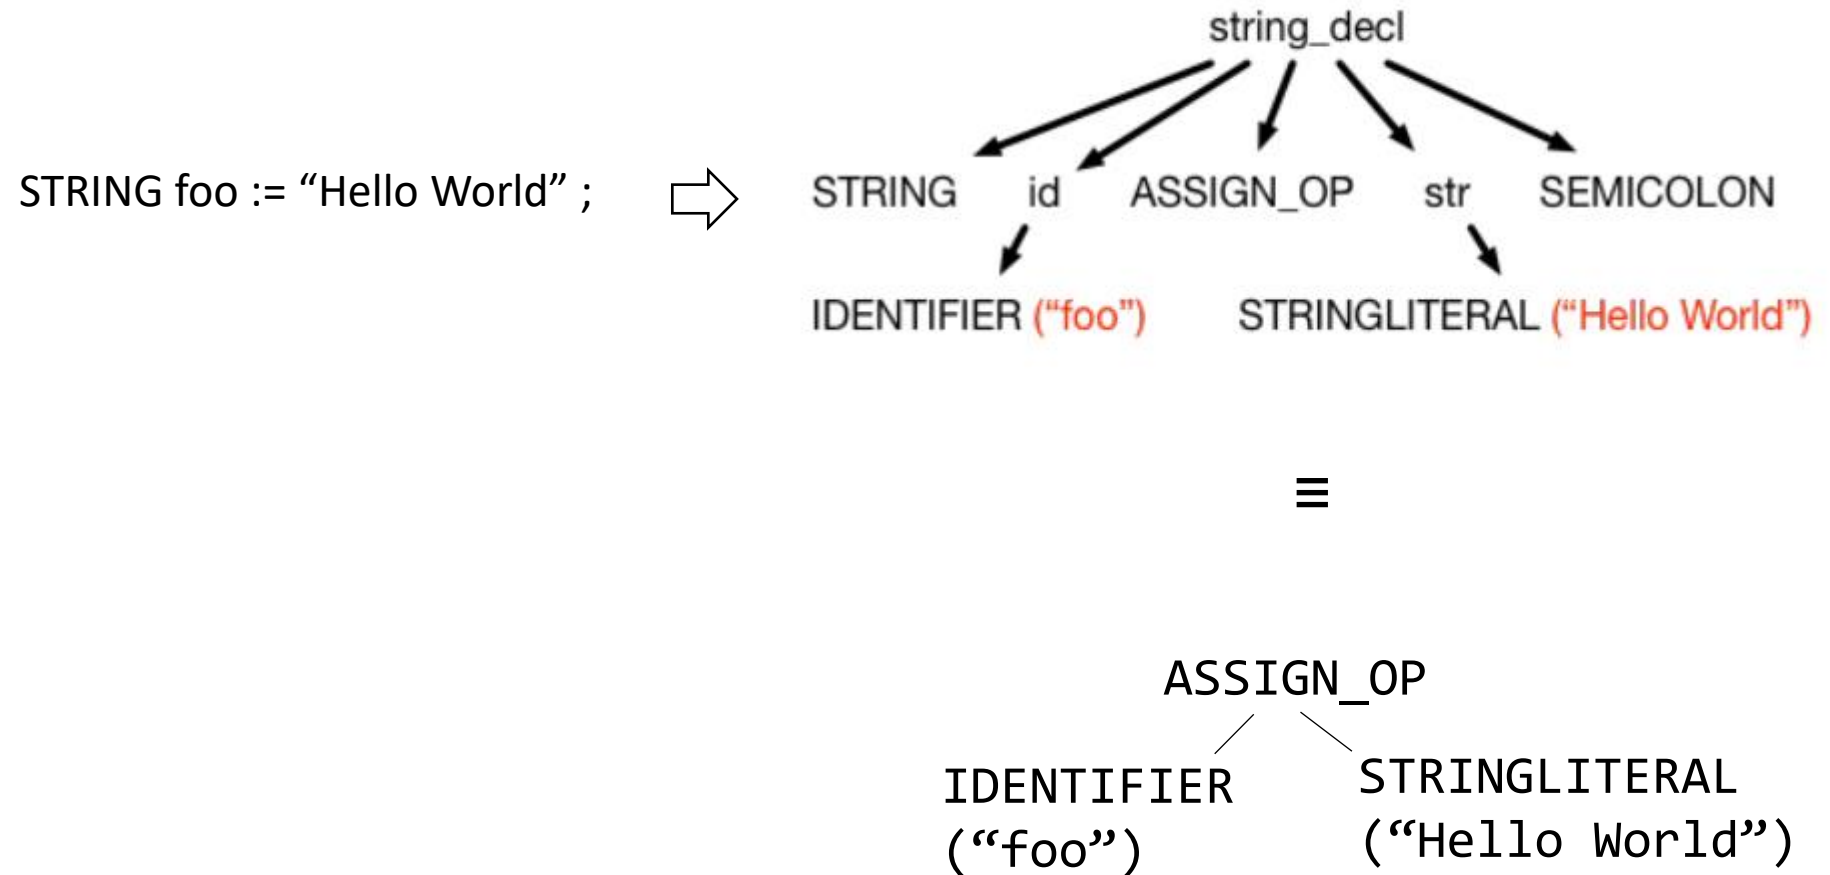 string_decl
STRING foo := “Hello World” ;
STRING id ASSIGN_OP str SEMICOLON
IDENTIFIER (“foo”) STRINGLITERAL (“Hello World”)
≡
ASSIGN_OP
IDENTIFIER
(“foo”)
STRINGLITERAL
(“Hello World”)